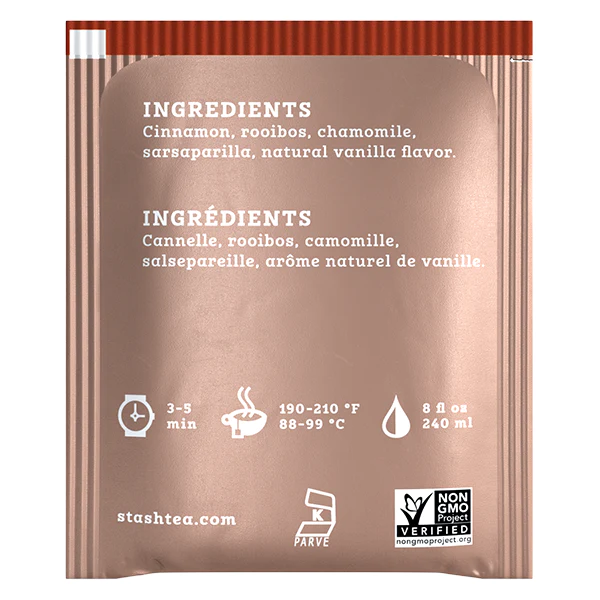 INGREDIENTS
Cinnamon, rooibos, chamomile,
sarsaparilla, natural vanilla flavor.
INGRÉDIENTS
Cannelle, rooibos, camomille,
salsepareille, arôme naturel de vanille.
3-5
min
190-210 °F
88-99 °C
8 fl oz
240 ml
stashtea.com
K
PARVE
NON
GMO
Project
VERIFIED
nongmoproject.org